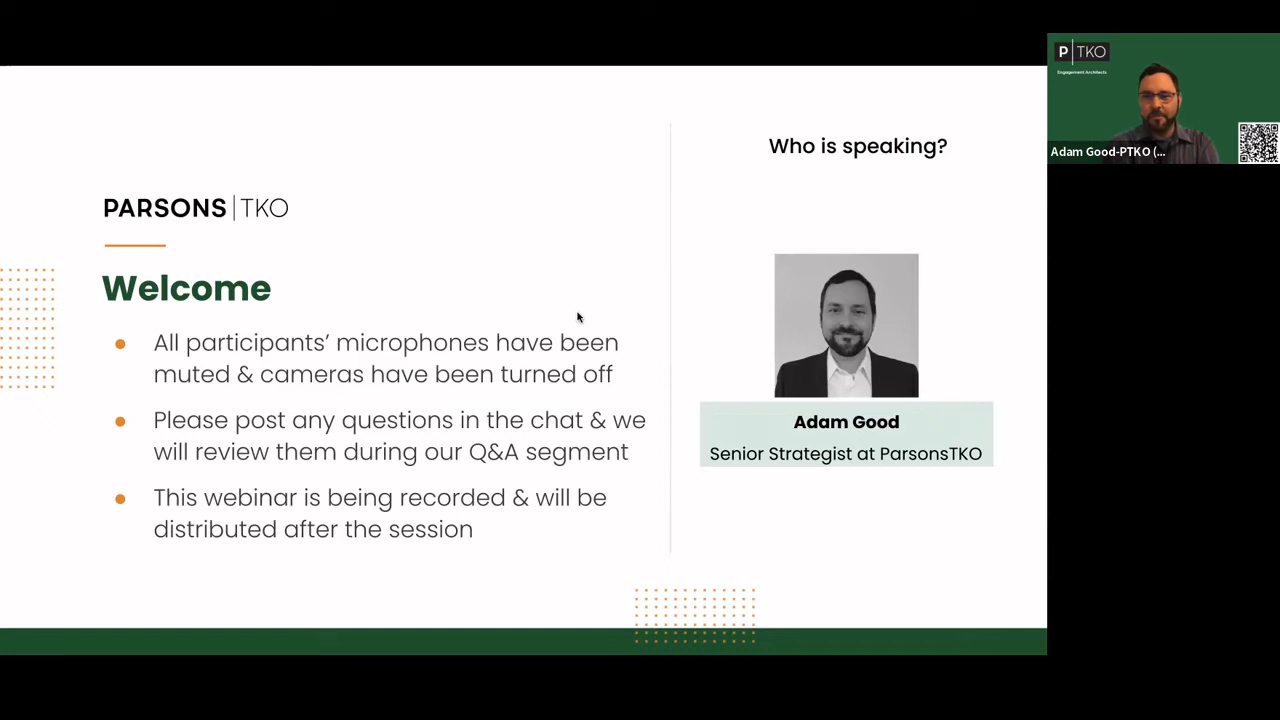 PARSONS|TKO
Welcome
All participants’ microphones have been
muted & cameras have been turned off
Please post any questions in the chat & we
will review them during our Q&A segment
This webinar is being recorded & will be
distributed after the session
Who is speaking?
Adam Good
Senior Strategist at ParsonsTKO
P|TKO
Engagement Architects
Adam Good-PTKO (...